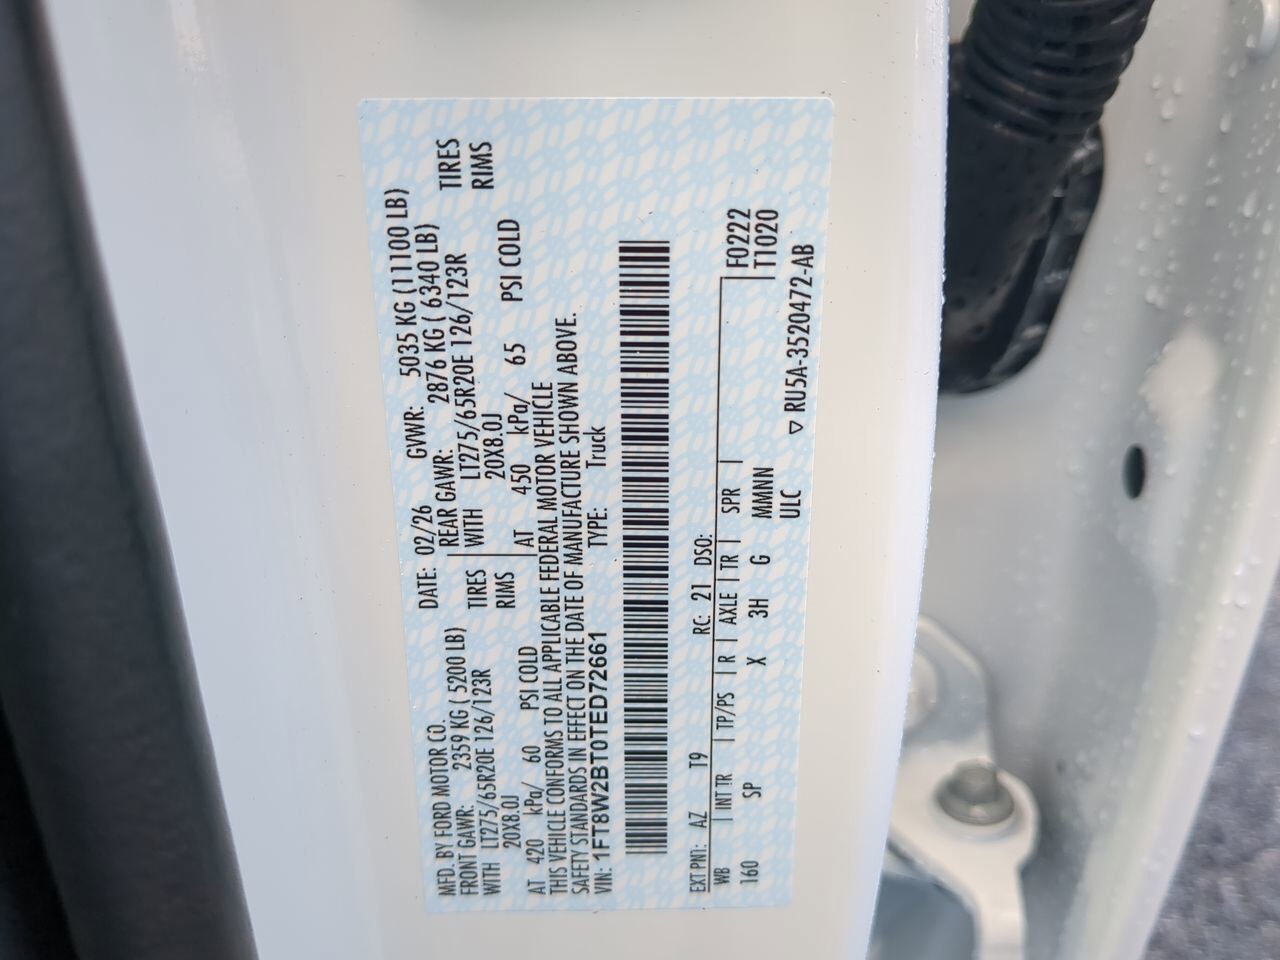 MFD. BY FORD MOTOR CO.
DATE: 02/26 GVWR: 5035 KG (11100 LB)
FRONT GAWR: 2359 KG ( 5200 LB)
REAR GAWR: 2876 KG ( 6340 LB)
WITH LT275/65R20E 126/123R TIRES
WITH LT275/65R20E 126/123R TIRES
20X8.0J RIMS
20X8.0J RIMS
AT 420 kPa/ 60 PSI COLD
AT 450 kPa/ 65 PSI COLD
THIS VEHICLE CONFORMS TO ALL APPLICABLE FEDERAL MOTOR VEHICLE
SAFETY STANDARDS IN EFFECT ON THE DATE OF MANUFACTURE SHOWN ABOVE.
VIN: 1FT8W2BT0TED72661 TYPE: Truck
EXT PNT: AZ T9 RC: 21 DSO: F0222
WB | INT TR | TP/PS | R | AXLE | TR | SPR | T1020
160 SP X 3H G MMNN
ULC ▽ RU5A-3520472-AB